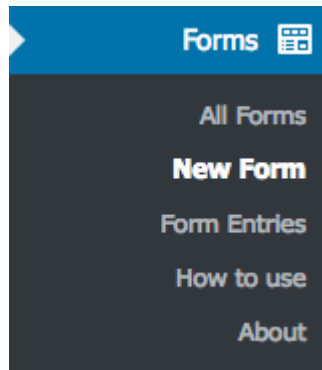 Forms
All Forms
New Form
Form Entries
How to use
About